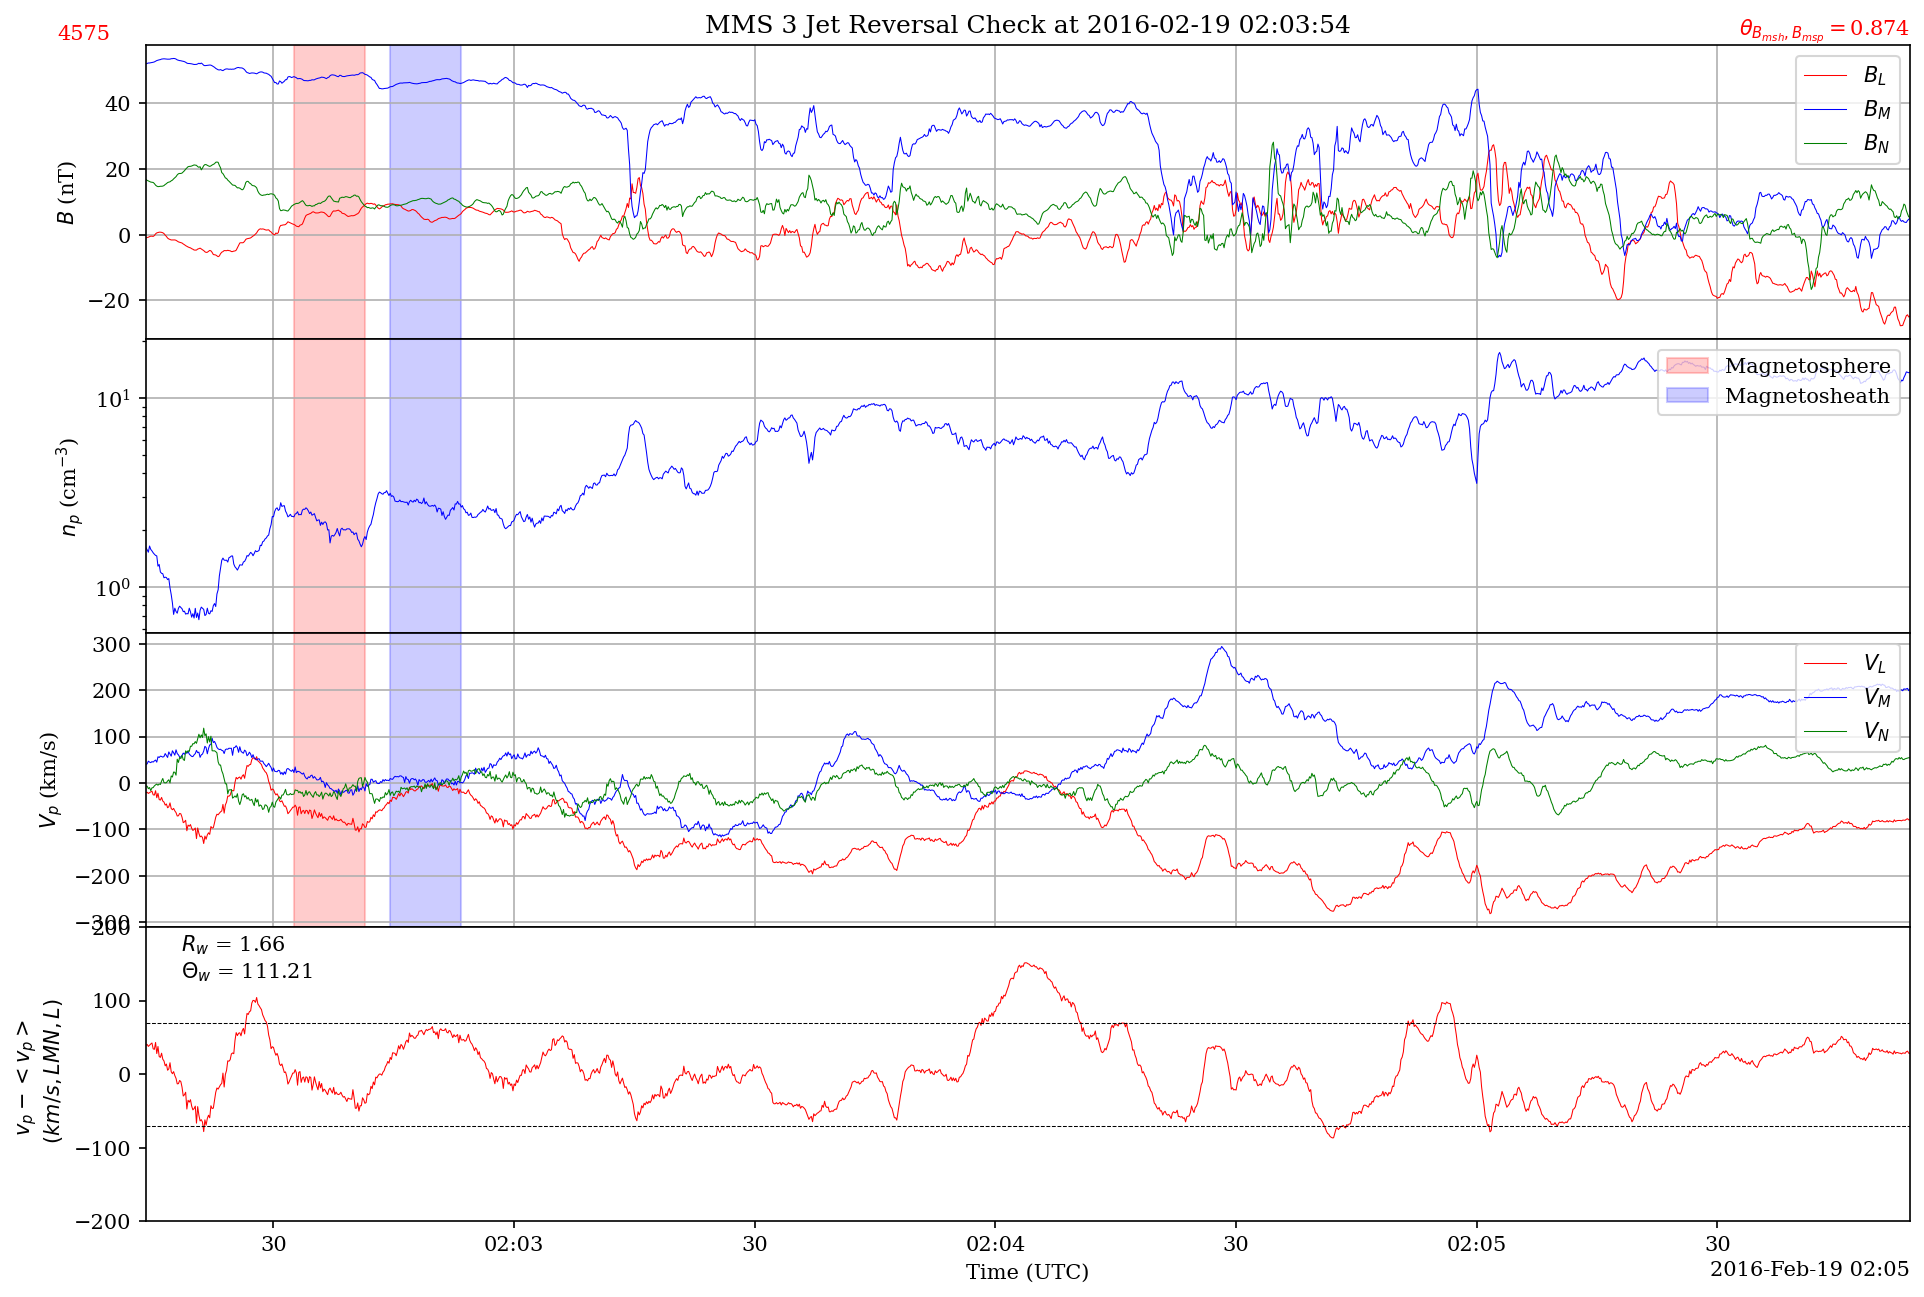 4575
MMS 3 Jet Reversal Check at 2016-02-19 02:03:54
θ_{B_{msh}, B_{msp}} = 0.874
B (nT)
40
20
0
−20
B_L
B_M
B_N
n_p (cm^{−3})
10^1
10^0
Magnetosphere
Magnetosheath
V_p (km/s)
300
200
100
0
−100
−200
−300
V_L
V_M
V_N
v_p − < v_p >
(km/s, LMN, L)
200
100
0
−100
−200
R_w = 1.66
Θ_w = 111.21
30 02:03 30 02:04 30 02:05 30
Time (UTC)
2016-Feb-19 02:05